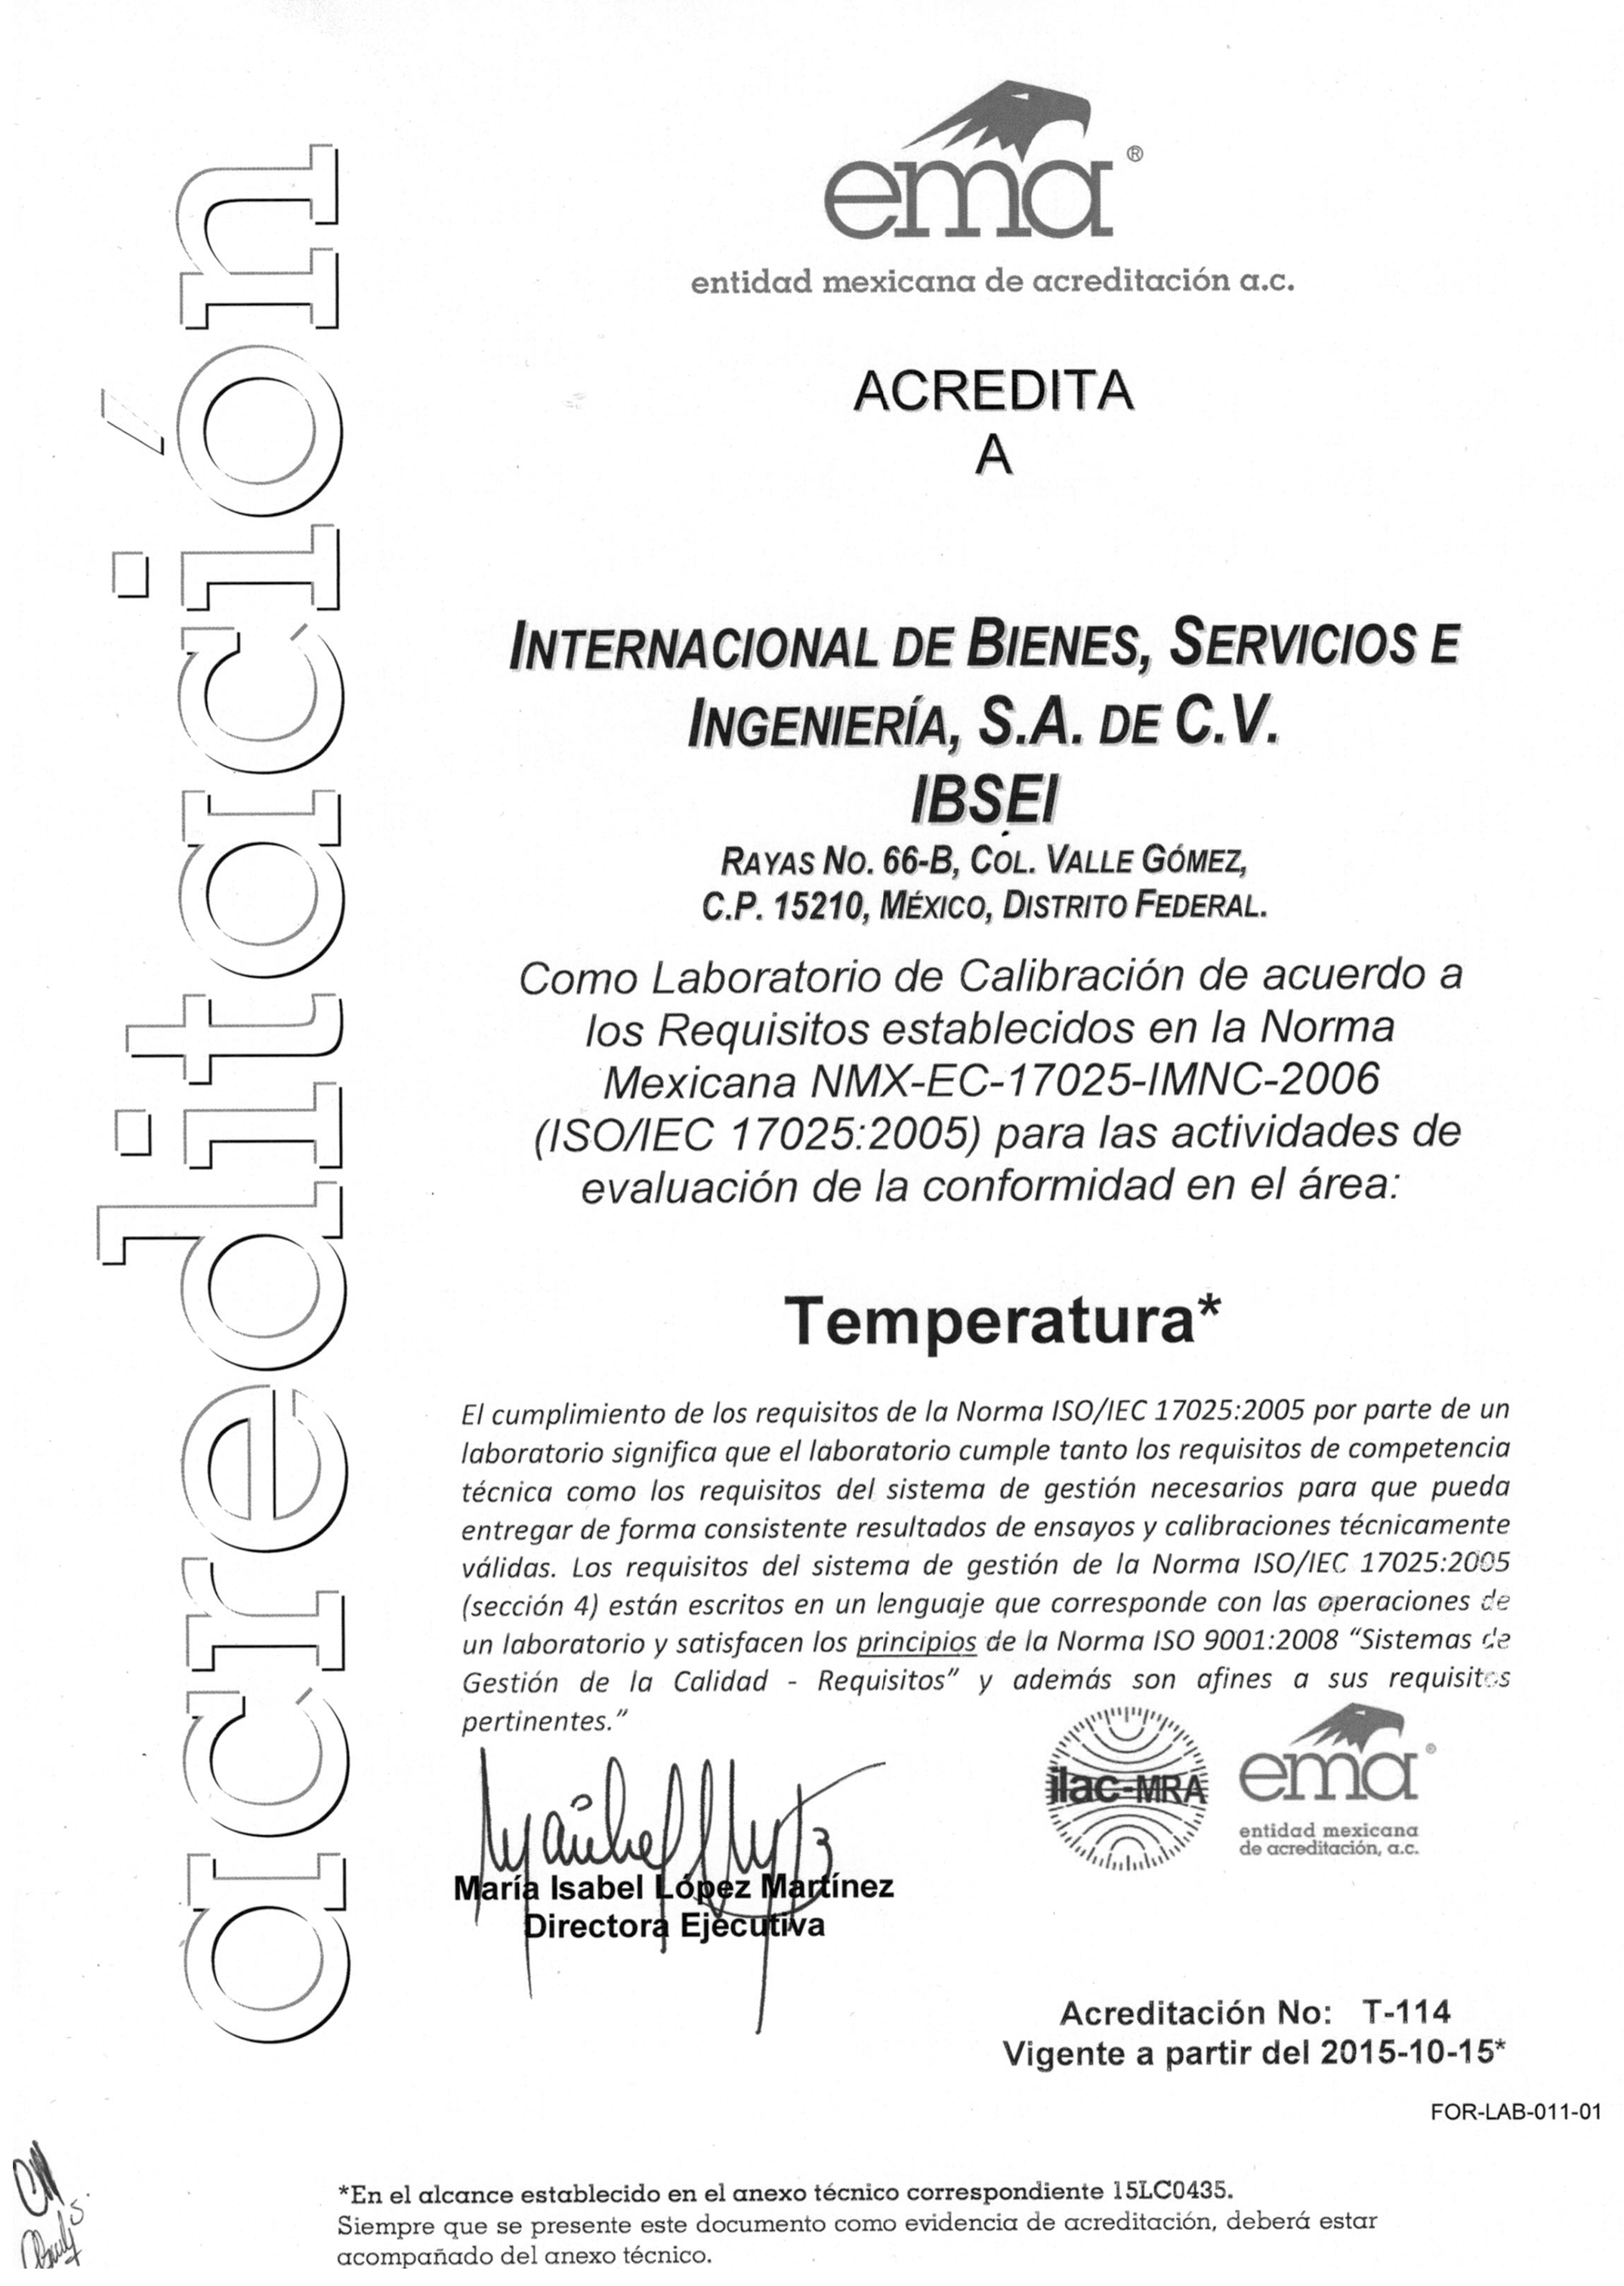 acreditación
ema®
entidad mexicana de acreditación a.c.
ACREDITA
A
INTERNACIONAL DE BIENES, SERVICIOS E
INGENIERÍA, S.A. DE C.V.
IBSEI
RAYAS NO. 66-B, COL. VALLE GÓMEZ,
C.P. 15210, MÉXICO, DISTRITO FEDERAL.
Como Laboratorio de Calibración de acuerdo a
los Requisitos establecidos en la Norma
Mexicana NMX-EC-17025-IMNC-2006
(ISO/IEC 17025:2005) para las actividades de
evaluación de la conformidad en el área:
Temperatura*
El cumplimiento de los requisitos de la Norma ISO/IEC 17025:2005 por parte de un
laboratorio significa que el laboratorio cumple tanto los requisitos de competencia
técnica como los requisitos del sistema de gestión necesarios para que pueda
entregar de forma consistente resultados de ensayos y calibraciones técnicamente
válidas. Los requisitos del sistema de gestión de la Norma ISO/IEC 17025:2005
(sección 4) están escritos en un lenguaje que corresponde con las operaciones de
un laboratorio y satisfacen los principios de la Norma ISO 9001:2008 “Sistemas de
Gestión de la Calidad - Requisitos” y además son afines a sus requisitos
pertinentes.”
ilac-MRA
ema®
entidad mexicana
de acreditación, a.c.
María Isabel López Martínez
Directora Ejecutiva
Acreditación No: T-114
Vigente a partir del 2015-10-15*
FOR-LAB-011-01
*En el alcance establecido en el anexo técnico correspondiente 15LC0435.
Siempre que se presente este documento como evidencia de acreditación, deberá estar
acompañado del anexo técnico.